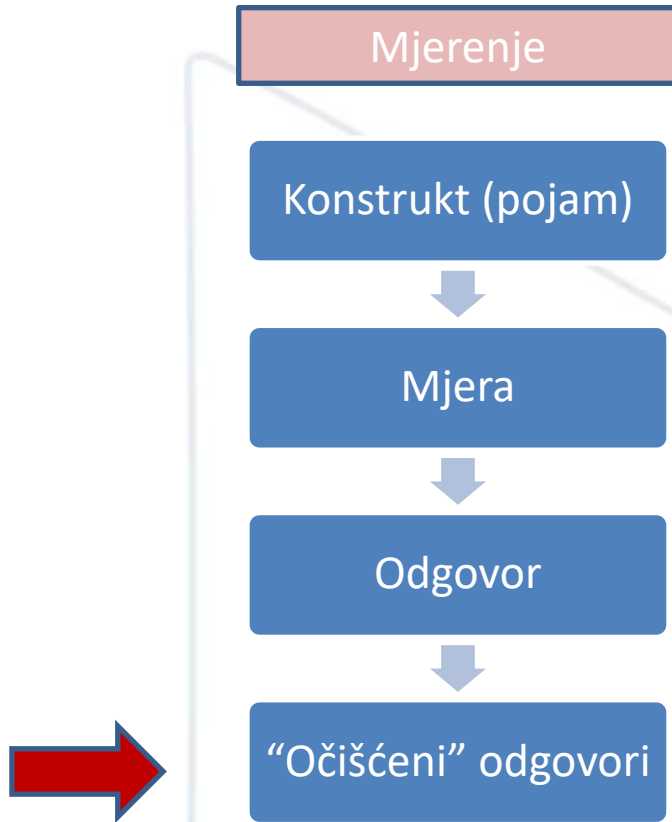 Mjerenje
Konstrukt (pojam)
Mjera
Odgovor
“Očišćeni” odgovori